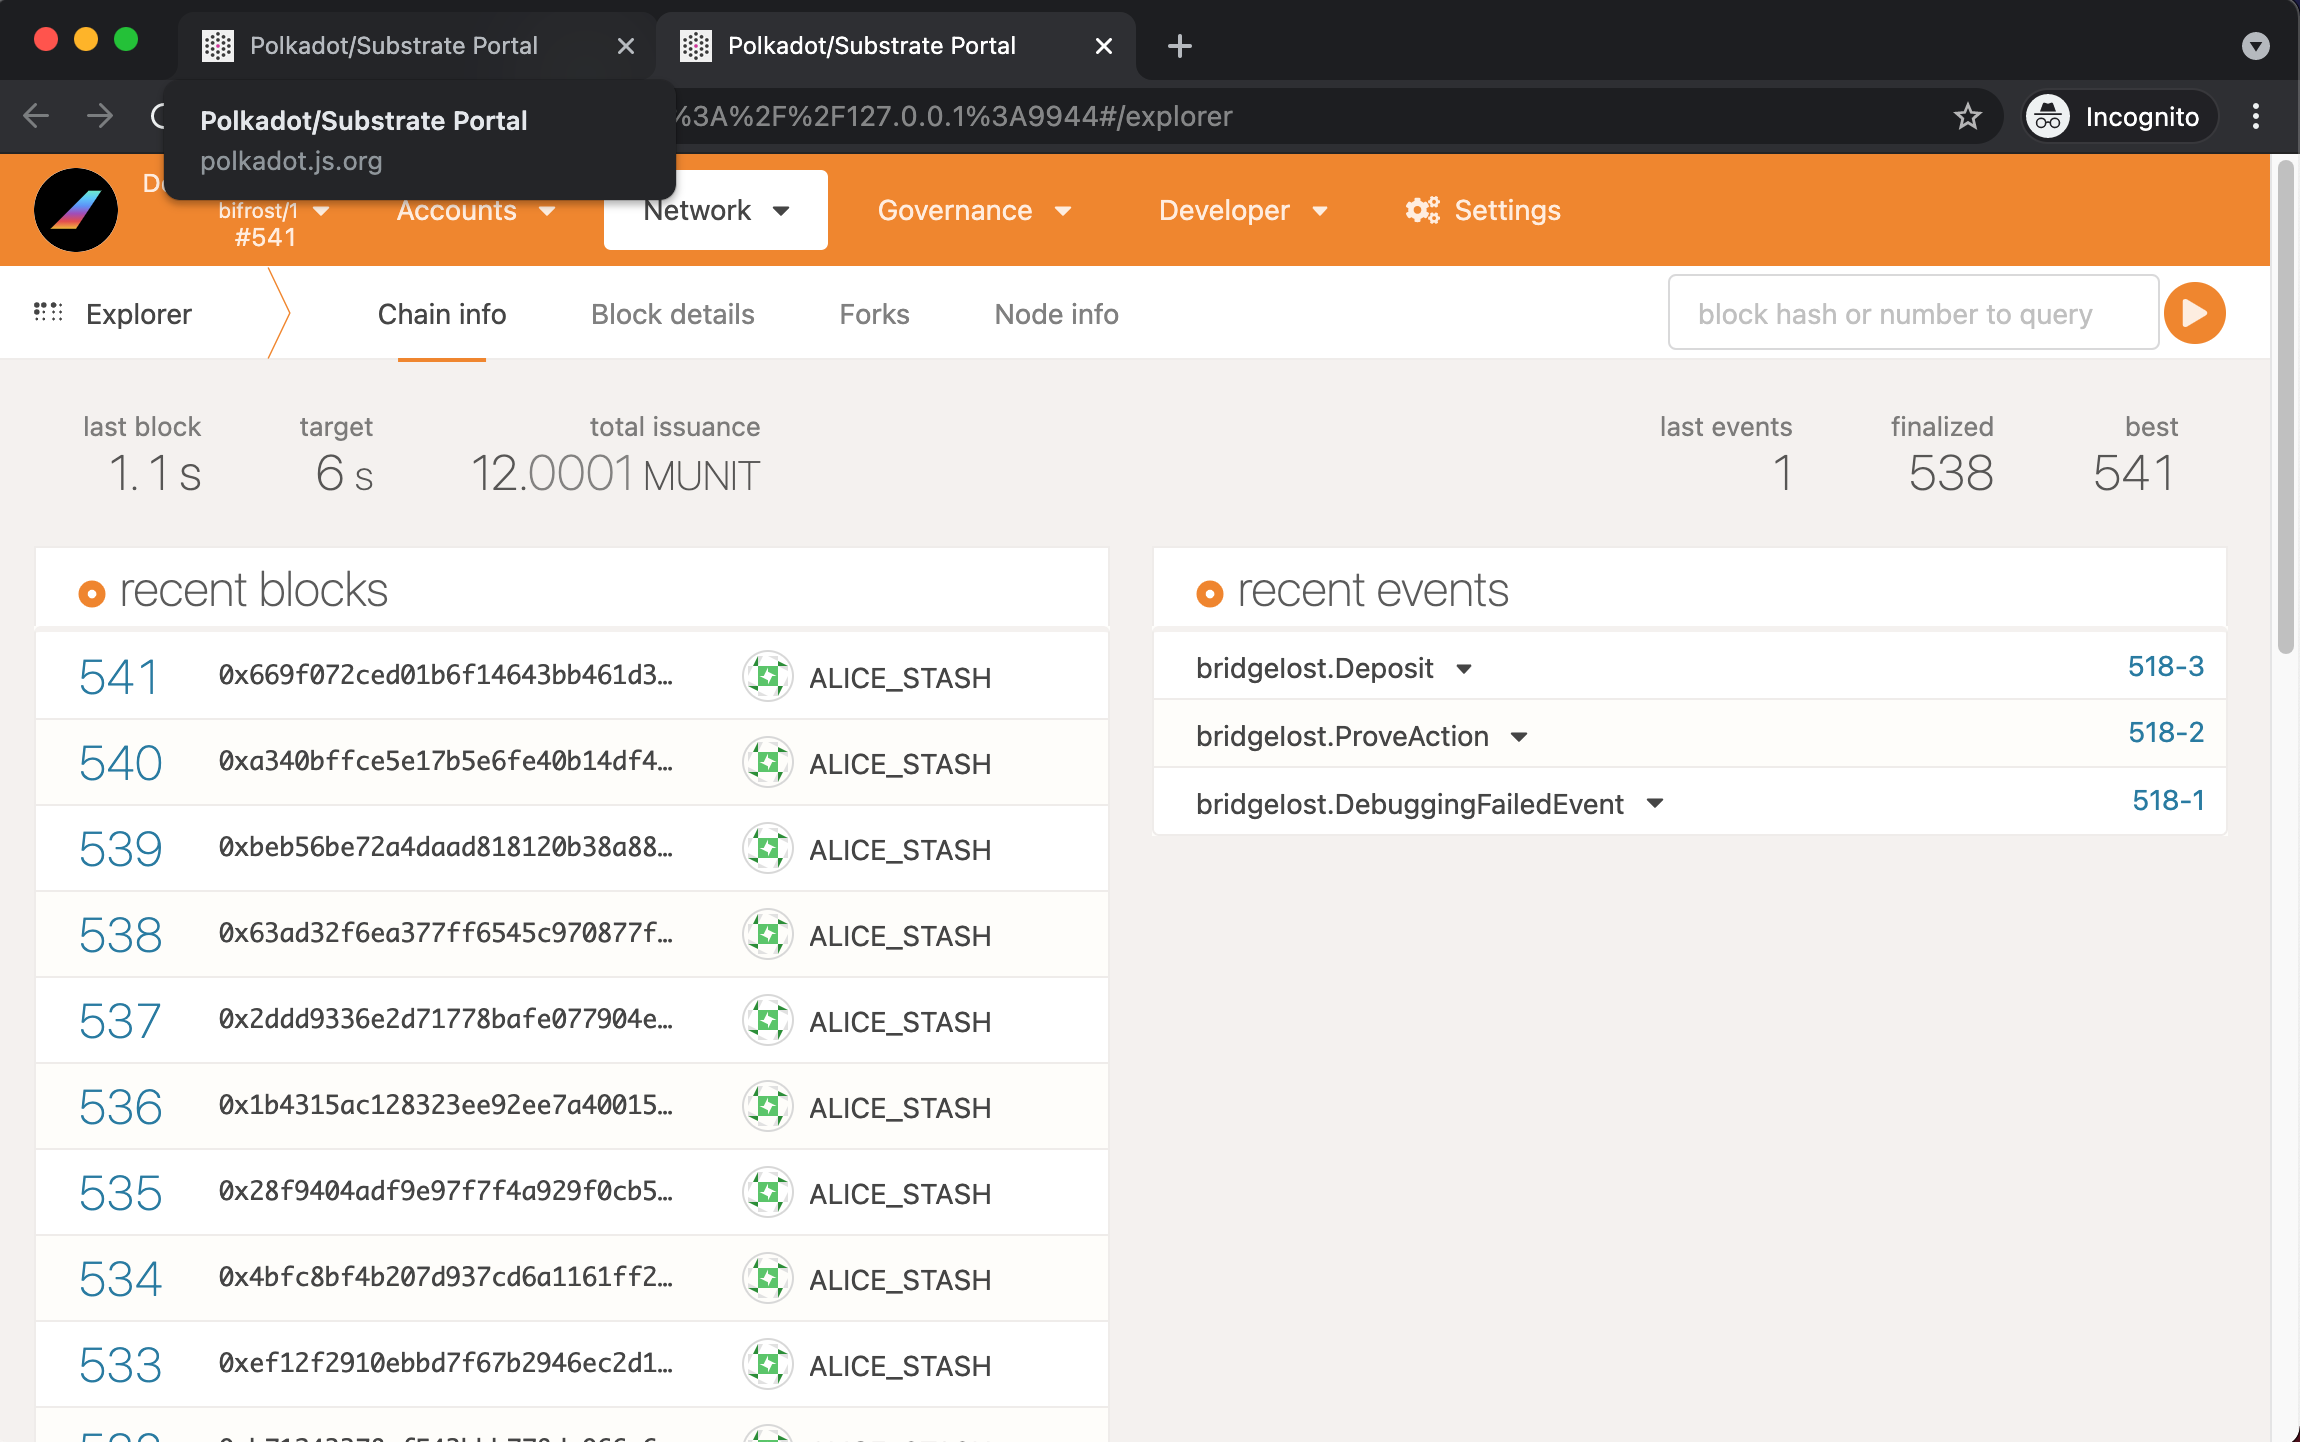 Polkadot/Substrate Portal
Polkadot/Substrate Portal
%3A%2F%2F127.0.0.1%3A9944#/explorer
Incognito
Polkadot/Substrate Portal
polkadot.js.org
bifrost/1
#541
Accounts
Network
Governance
Developer
Settings
Explorer
Chain info
Block details
Forks
Node info
block hash or number to query
last block
1.1 s
target
6 s
total issuance
12.0001 MUNIT
last events
1
finalized
538
best
541
recent blocks
541 0x669f072ced01b6f14643bb461d3… ALICE_STASH
540 0xa340bffce5e17b5e6fe40b14df4… ALICE_STASH
539 0xbeb56be72a4daad818120b38a88… ALICE_STASH
538 0x63ad32f6ea377ff6545c970877f… ALICE_STASH
537 0x2ddd9336e2d71778bafe077904e… ALICE_STASH
536 0x1b4315ac128323ee92ee7a40015… ALICE_STASH
535 0x28f9404adf9e97f7f4a929f0cb5… ALICE_STASH
534 0x4bfc8bf4b207d937cd6a1161ff2… ALICE_STASH
533 0xef12f2910ebbd7f67b2946ec2d1… ALICE_STASH
recent events
bridgeIost.Deposit 518-3
bridgeIost.ProveAction 518-2
bridgeIost.DebuggingFailedEvent 518-1